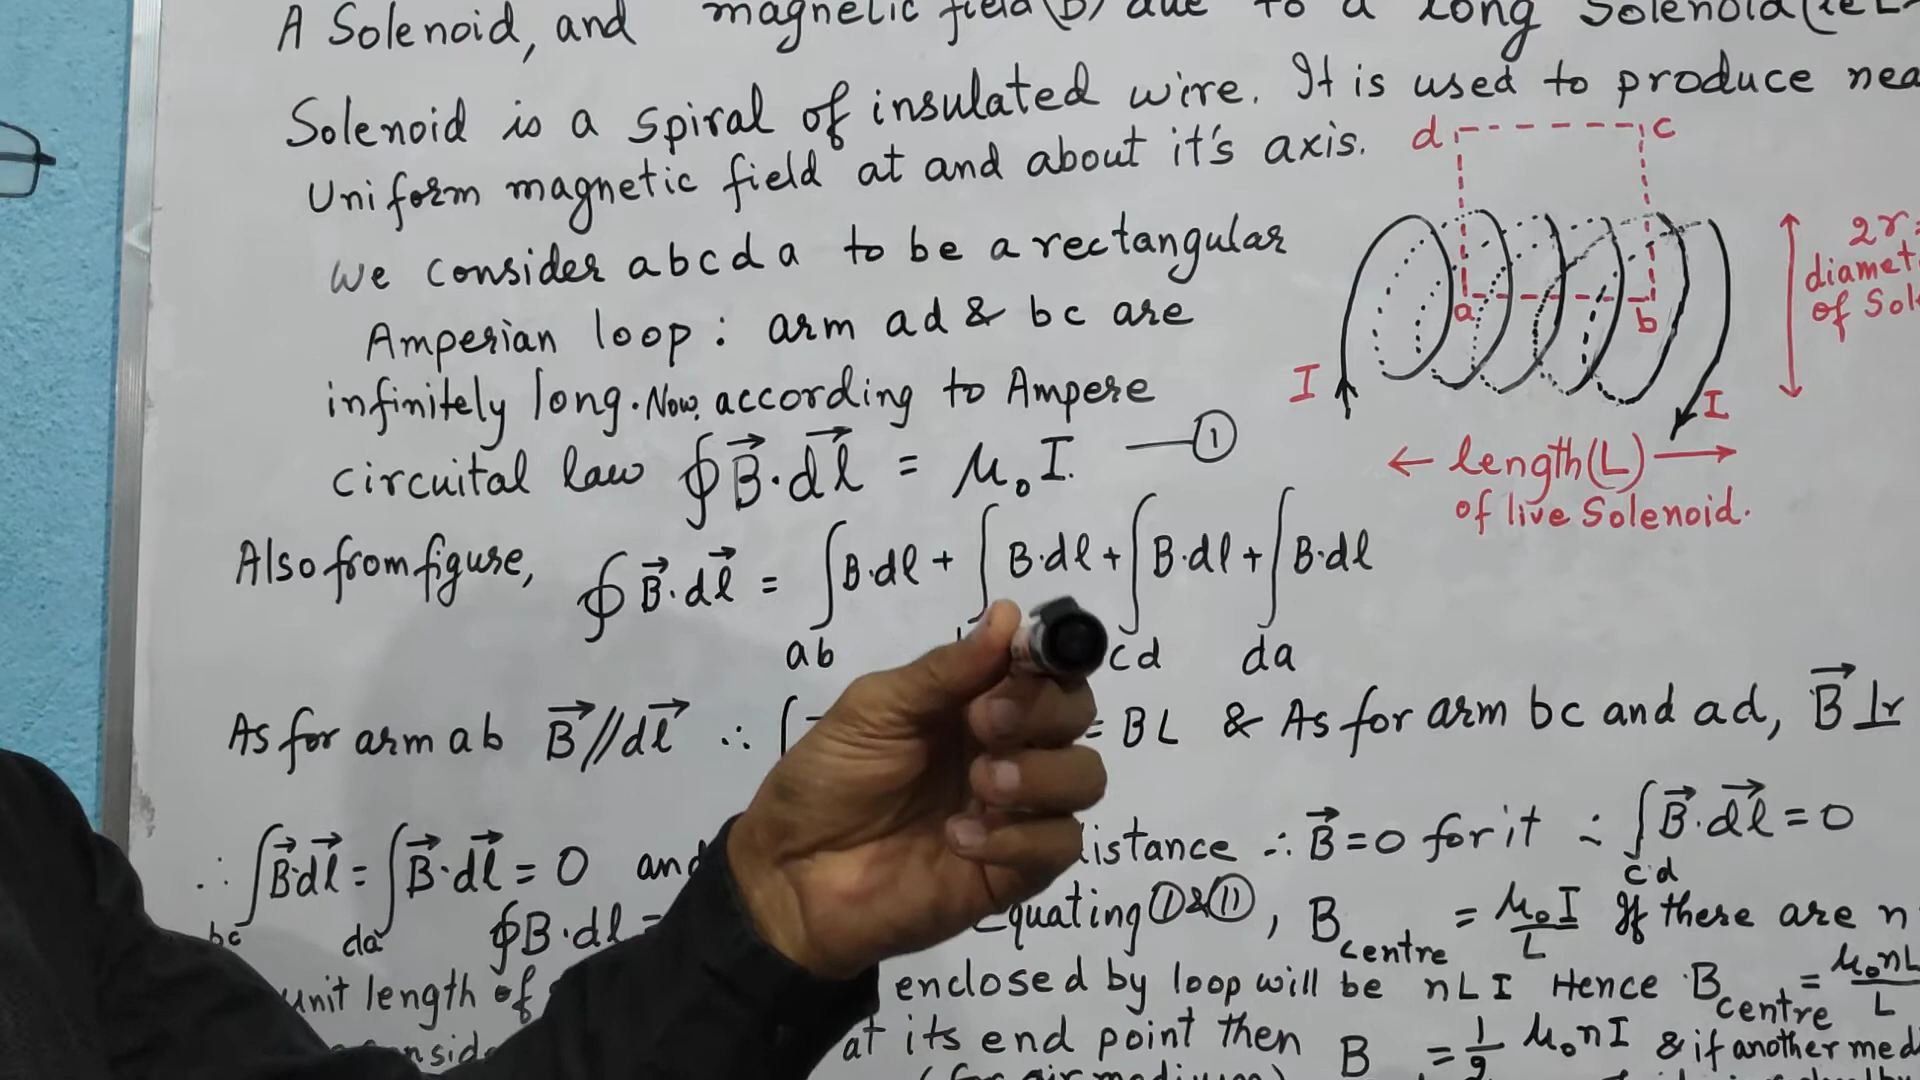 A Solenoid, and magnetic field (B) due to a long Solenoid
Solenoid is a spiral of insulated wire. It is used to produce
Uniform magnetic field at and about it's axis.
We consider abcda to be a rectangular
Amperian loop: arm ad & bc are
infinitely long. Now, according to Ampere
circuital law ∮B⃗·dl⃗ = μ₀I. —①
d c
a b
I I
2r =
of
← length(L) →
of live Solenoid.
Also from figure, ∮B⃗·dl⃗ = ∫B·dl + ∫B·dl + ∫B·dl + ∫B·dl
ab cd da
As for arm ab B⃗ // dl⃗ ∴ ∫ = BL & As for arm bc and ad, B⃗ ⊥r
∴ ∫B⃗·dl⃗ = ∫B⃗·dl⃗ = 0 and distance ∴ B⃗ = 0 for it ∴ ∫B⃗·dl⃗ = 0
bc da cd
∮B·dl = Equating ① & ⑪, B centre = μ₀I/L If there are n
unit length of enclosed by loop will be nLI Hence B centre = μ₀nL / L
at its end point then B = 1/2 μ₀nI & if another